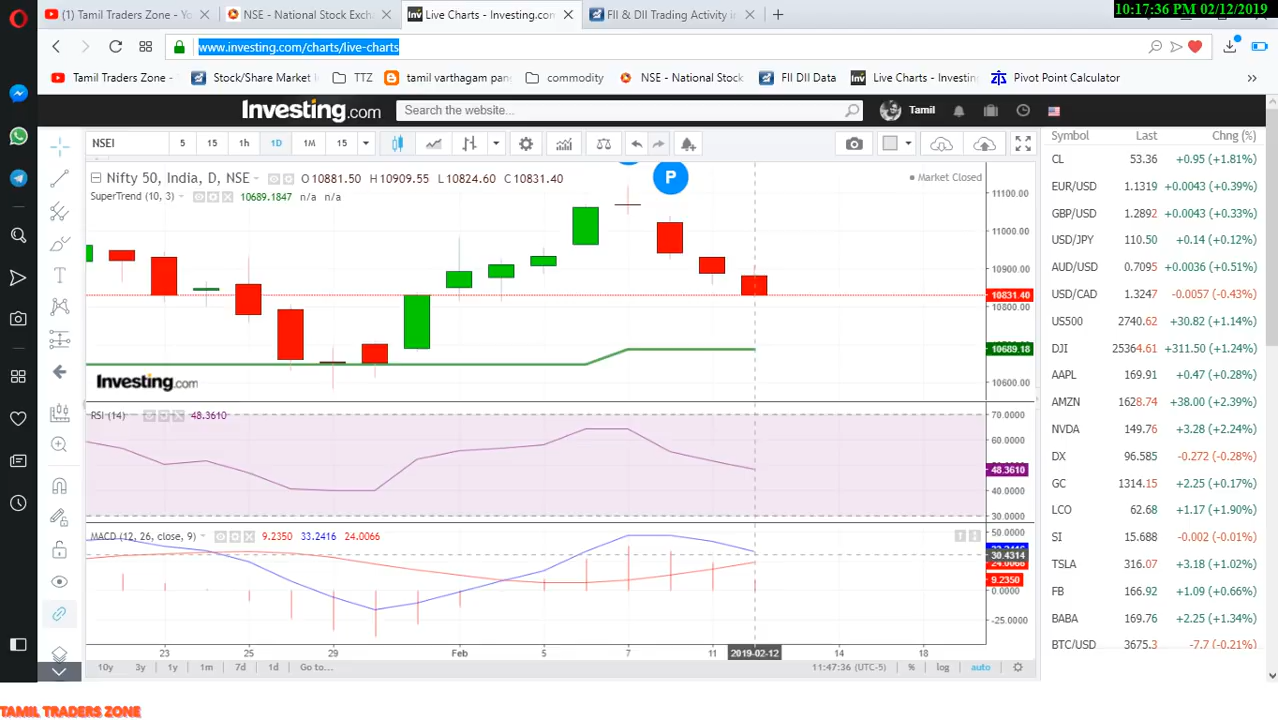 10:17:36 PM 02/12/2019
(1) Tamil Traders Zone - Yo
NSE - National Stock Exch
Live Charts - Investing.com
FII & DII Trading Activity in
www.investing.com/charts/live-charts
Tamil Traders Zone -
Stock/Share Market
TTZ
tamil varthagam pan
commodity
NSE - National Stock
FII DII Data
Live Charts - Investin
Pivot Point Calculator
Investing.com
Search the website...
Tamil
NSEI
5
15
1h
1D
1M
15
Nifty 50, India, D, NSE
O10881.50 H10909.55 L10824.60 C10831.40
Market Closed
SuperTrend (10, 3)
10689.1847 n/a n/a
P
11100.00
11000.00
10900.00
10831.40
10800.00
10689.18
10600.00
Investing.com
RSI (14)
48.3610
70.0000
60.0000
48.3610
40.0000
30.0000
MACD (12, 26, close, 9)
9.2350 33.2416 24.0066
50.0000
30.4314
24.0066
9.2350
0.0000
-25.0000
23
25
29
Feb
5
7
11
2019-02-12
14
18
10y
3y
1y
1m
7d
1d
Go to...
11:47:36 (UTC-5)
%
log
auto
Symbol Last Chng (%)
CL 53.36 +0.95 (+1.81%)
EUR/USD 1.1319 +0.0043 (+0.39%)
GBP/USD 1.2892 +0.0043 (+0.33%)
USD/JPY 110.50 +0.14 (+0.12%)
AUD/USD 0.7095 +0.0036 (+0.51%)
USD/CAD 1.3247 -0.0057 (-0.43%)
US500 2740.62 +30.82 (+1.14%)
DJI 25364.61 +311.50 (+1.24%)
AAPL 169.91 +0.47 (+0.28%)
AMZN 1628.74 +38.00 (+2.39%)
NVDA 149.76 +3.28 (+2.24%)
DX 96.585 -0.272 (-0.28%)
GC 1314.15 +2.25 (+0.17%)
LCO 62.68 +1.17 (+1.90%)
SI 15.688 -0.002 (-0.01%)
TSLA 316.07 +3.18 (+1.02%)
FB 166.92 +1.09 (+0.66%)
BABA 169.76 +2.25 (+1.34%)
BTC/USD 3675.3 -7.7 (-0.21%)
TAMIL TRADERS ZONE